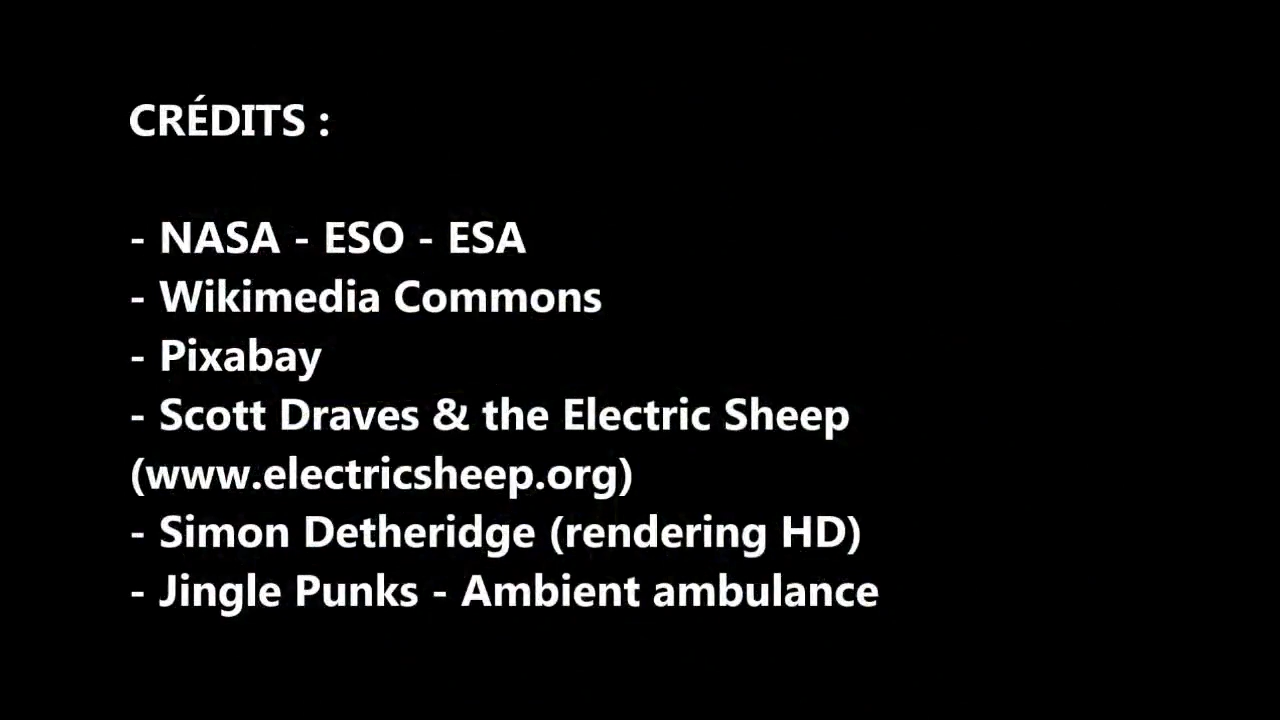 CRÉDITS :
- NASA - ESO - ESA
- Wikimedia Commons
- Pixabay
- Scott Draves & the Electric Sheep
(www.electricsheep.org)
- Simon Detheridge (rendering HD)
- Jingle Punks - Ambient ambulance